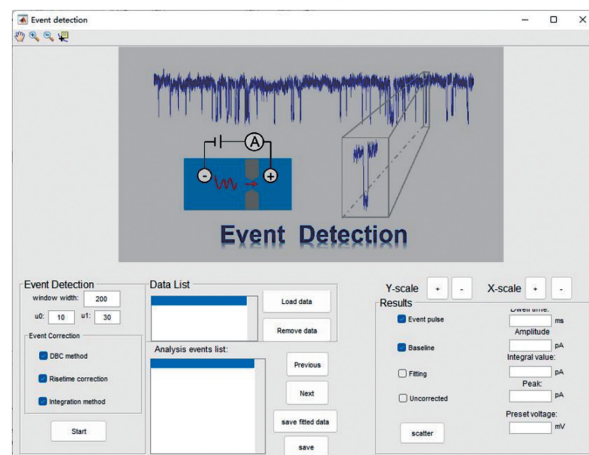 Event detection
A
- +
Event Detection
Event Detection
window width: 200
u0: 10 u1: 30
Event Correction
DBC method
Risetime correction
Integration method
Start
Data List
Load data
Remove data
Analysis events list:
Previous
Next
save fitted data
save
Y-scale + - X-scale + -
Results
Event pulse
Baseline
Fitting
Uncorrected
scatter
Dwell time:
ms
Amplitude
pA
Integral value:
pA
Peak:
pA
Preset voltage:
mV